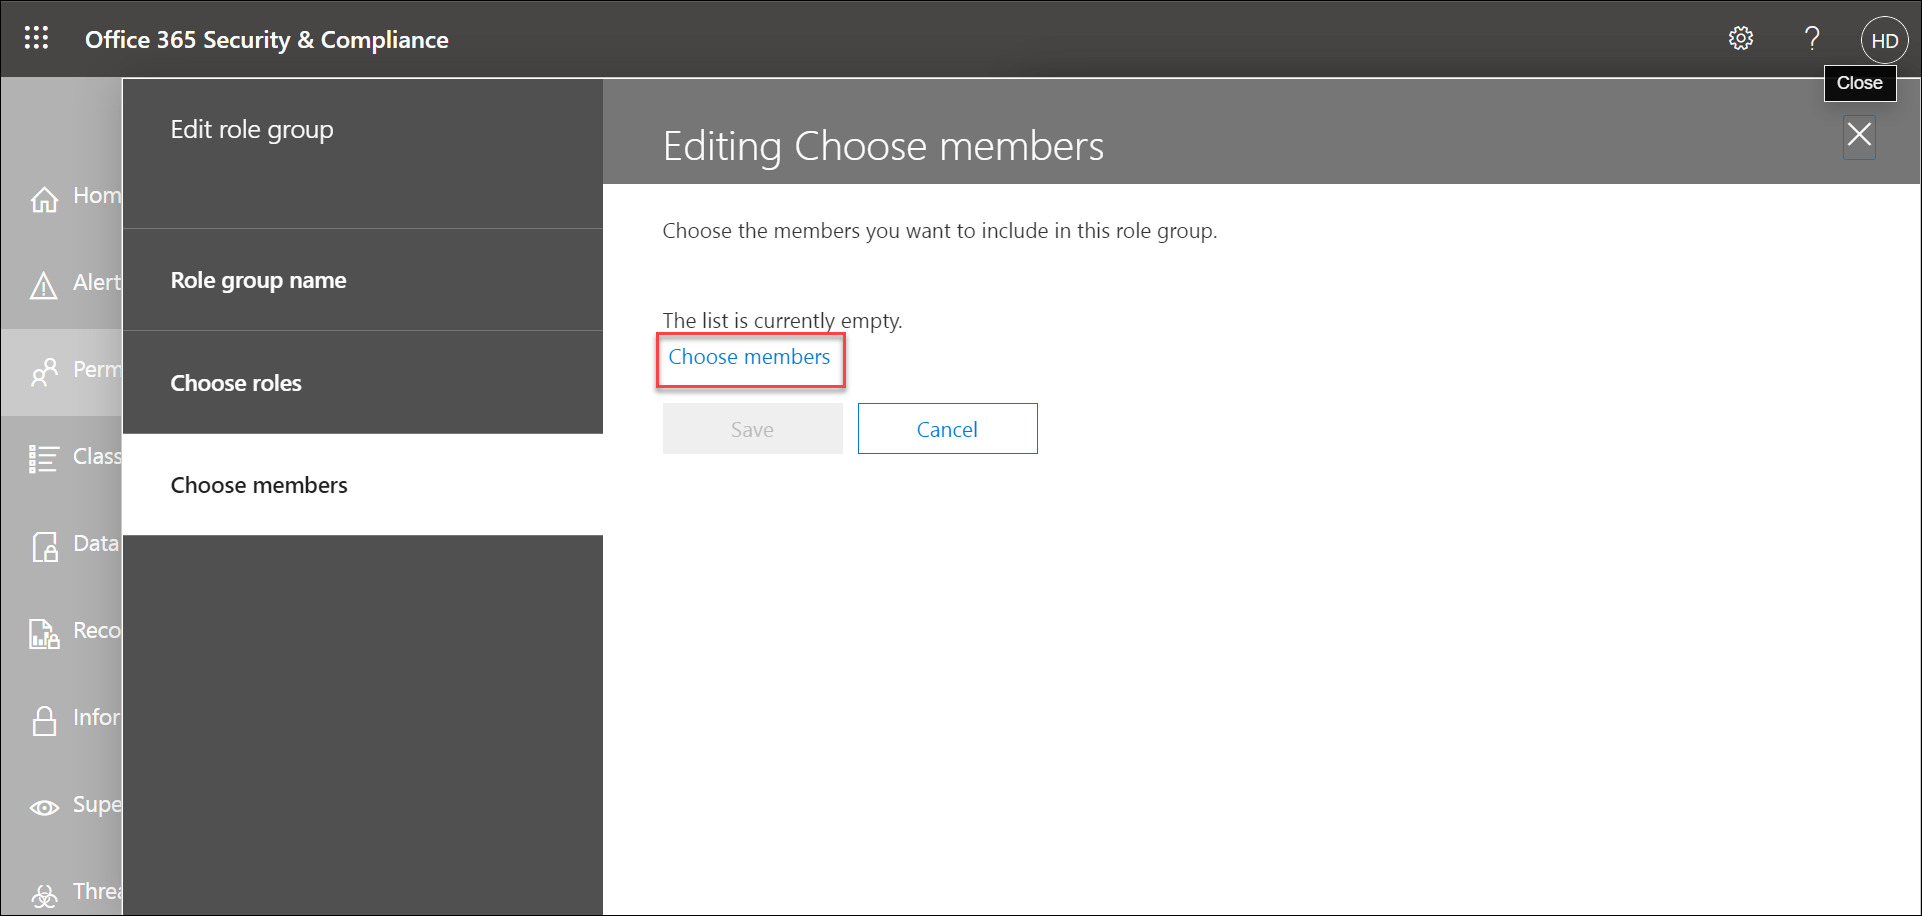 Office 365 Security & Compliance
?
HD
Close
Edit role group
Editing Choose members
Hom
Alert
Perm
Class
Data
Reco
Infor
Supe
Threa
Role group name
Choose roles
Choose members
Choose the members you want to include in this role group.
The list is currently empty.
Choose members
Save
Cancel